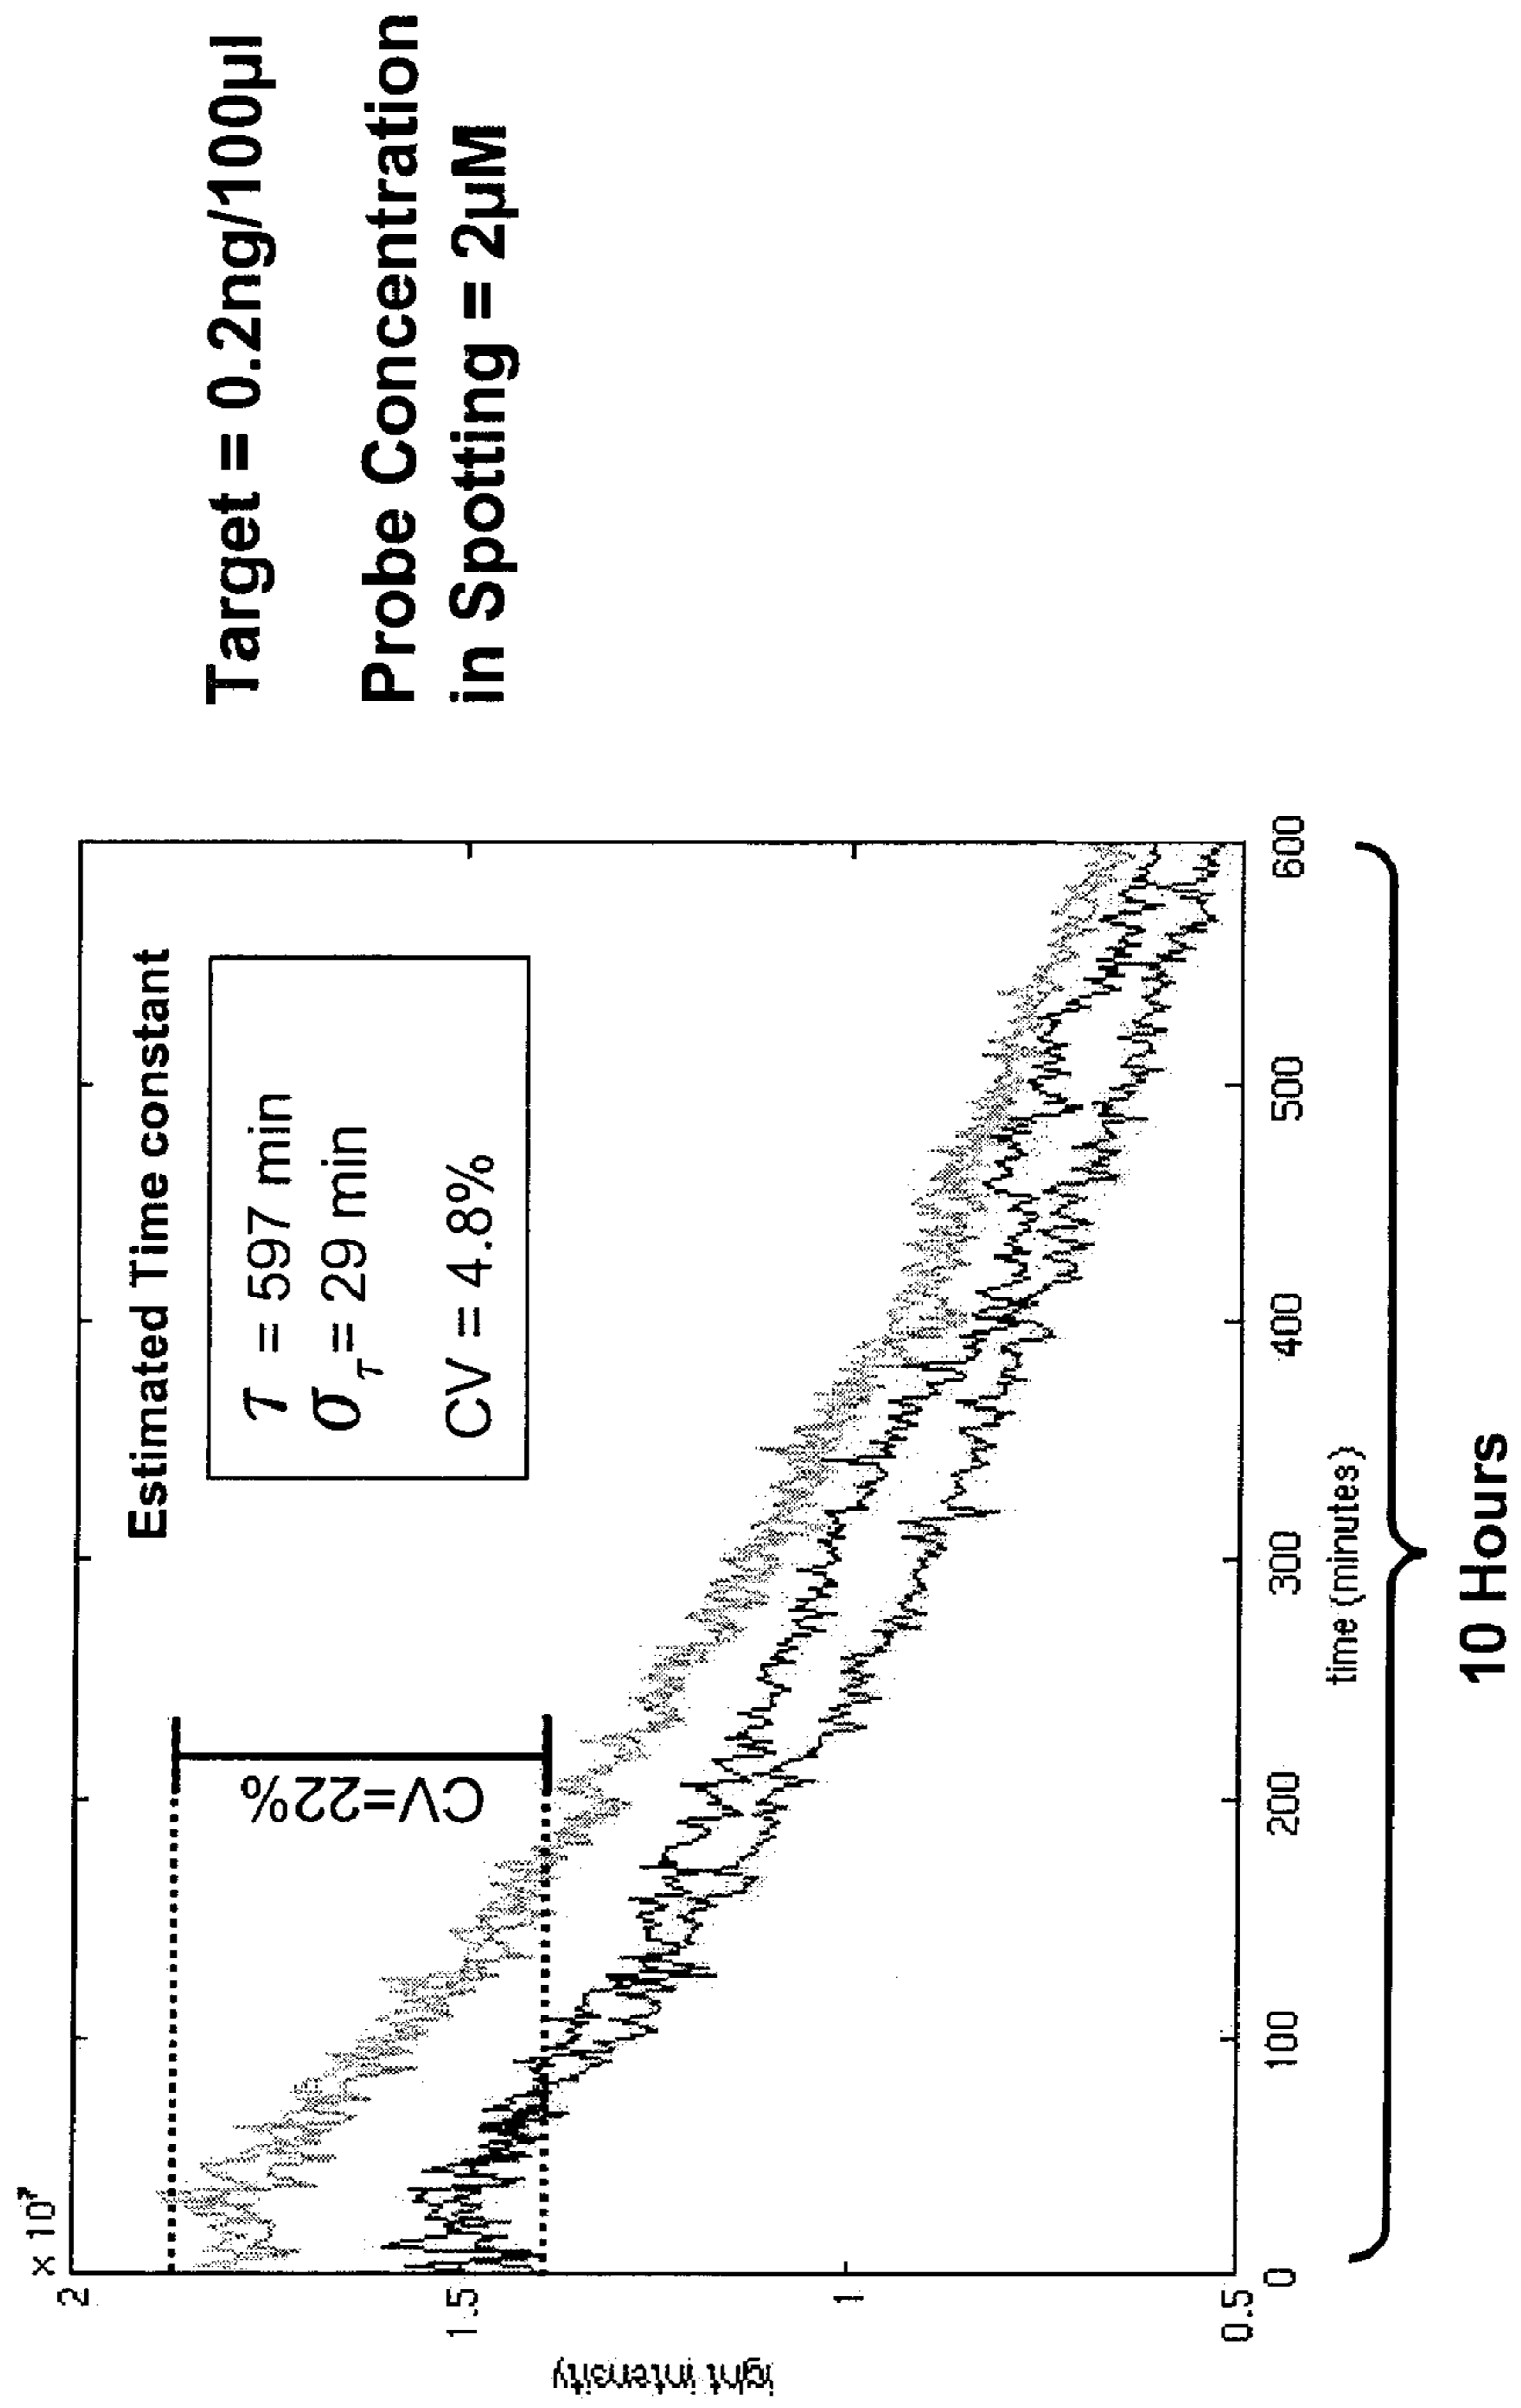 × 10⁷
2
1.5
1
0.5
ight intensity
Estimated Time constant
τ = 597 min
σ τ = 29 min
CV = 4.8%
CV=22%
0
100
200
300
400
500
600
time (minutes)
10 Hours
Target = 0.2ng/100µl
Probe Concentration
in Spotting = 2µM